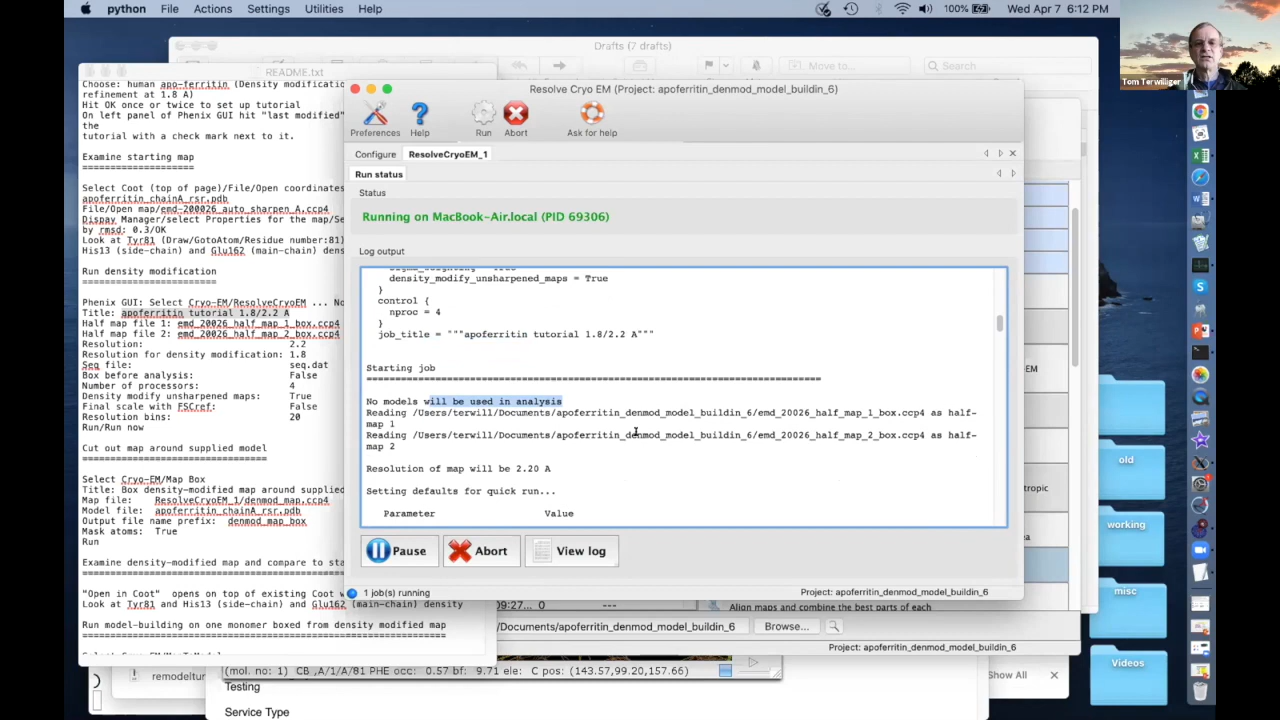 python File Actions Settings Utilities Help
100% Wed Apr 7 6:12 PM
Tom Terwilliger
Drafts (7 drafts)
Move to...
Search
README.txt
Choose: human apo-ferritin (Density modificatio
refinement at 1.8 A)
Hit OK once or twice to set up tutorial
On left panel of Phenix GUI hit "last modified"
the
tutorial with a check mark next to it.
Examine starting map
====================
Select Coot (top of page)/File/Open coordinates
apoferritin_chainA_rsr.pdb
File/Open map/emd-200026_auto_sharpen_A.ccp4
Display Manager/select Properties for the map/Se
by rmsd: 0.3/OK
Look at Tyr81 (Draw/GotoAtom/Residue number:81)
His13 (side-chain) and Glu162 (main-chain) dens
Run density modification
========================
Phenix GUI: Select Cryo-EM/ResolveCryoEM ... No
Title: apoferritin tutorial 1.8/2.2 A
Half map file 1: emd_20026_half_map_1_box.ccp4
Half map file 2: emd_20026_half_map_2_box.ccp4
Resolution: 2.2
Resolution for density modification: 1.8
Seq file: seq.dat
Box before analysis: False
Number of processors: 4
Density modify unsharpened maps: True
Final scale with FSCref: False
Resolution bins: 20
Run/Run now
Cut out map around supplied model
=================================
Select Cryo-EM/Map Box
Title: Box density-modified map around supplied
Map file: ResolveCryoEM_1/denmod_map.ccp4
Model file: apoferritin_chainA_rsr.pdb
Output file name prefix: denmod_map_box
Mask atoms: True
Run
Examine density-modified map and compare to sta
"Open in Coot" opens on top of existing Coot w
Look at Tyr81 and His13 (side-chain) and Glu162 (main-chain) density
Run model-building on one monomer boxed from density modified map
Resolve Cryo EM (Project: apoferritin_denmod_model_buildin_6)
Preferences Help Run Abort Ask for help
Configure ResolveCryoEM_1
Run status
Status
Running on MacBook-Air.local (PID 69306)
Log output
density_modify_unsharpened_maps = True
}
control {
nproc = 4
}
job_title = """apoferritin tutorial 1.8/2.2 A"""
Starting job
No models will be used in analysis
Reading /Users/terwill/Documents/apoferritin_denmod_model_buildin_6/emd_20026_half_map_1_box.ccp4 as half-
map 1
Reading /Users/terwill/Documents/apoferritin_denmod_model_buildin_6/emd_20026_half_map_2_box.ccp4 as half-
map 2
Resolution of map will be 2.20 A
Setting defaults for quick run...
Parameter Value
Pause Abort View log
1 job(s) running Project: apoferritin_denmod_model_buildin_6
09:27... 0 --- Align maps and combine the best parts of each
/Documents/apoferritin_denmod_model_buildin_6 Browse...
Project: apoferritin_denmod_model_buildin_6
(mol. no: 1) CB ,A/1/A/81 PHE occ: 0.57 bf: 9.71 ele: C pos: (143.57,99.20,157.66)
remodeltur
Testing
Service Type
EM
tropic
ea
Show All
old
working
misc
Videos